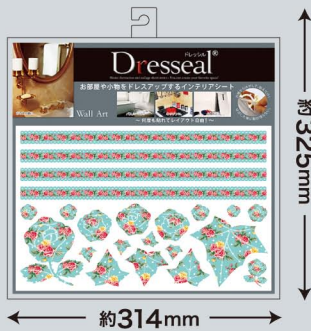 ドレッシル
Dresseal®
お部屋や小物をドレスアップするインテリアシート
Wall Art
～何度も貼れてレイアウト自由！～
約325mm
約314mm